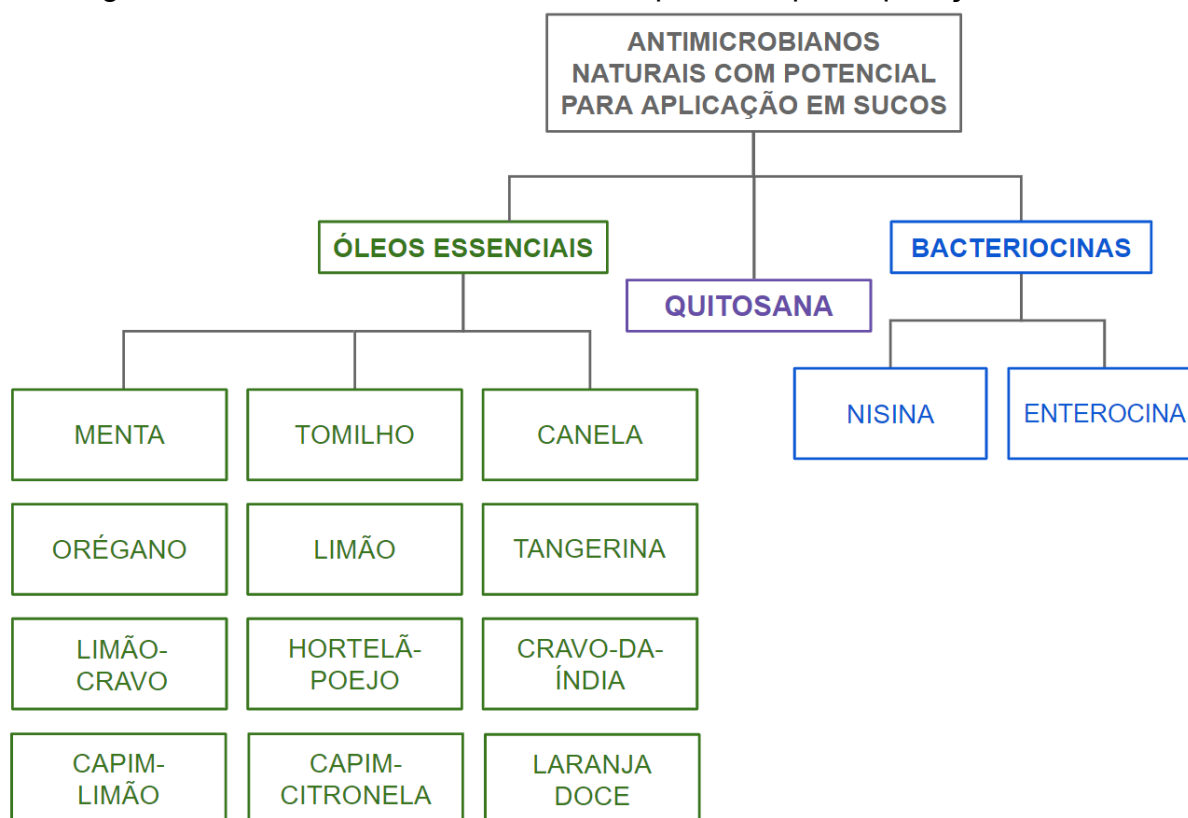 ANTIMICROBIANOS
NATURAIS COM POTENCIAL
PARA APLICAÇÃO EM SUCOS
ÓLEOS ESSENCIAIS
BACTERIOCINAS
QUITOSANA
MENTA
TOMILHO
CANELA
NISINA
ENTEROCINA
ORÉGANO
LIMÃO
TANGERINA
LIMÃO-
CRAVO
HORTELÃ-
POEJO
CRAVO-DA-
ÍNDIA
CAPIM-
LIMÃO
CAPIM-
CITRONELA
LARANJA
DOCE